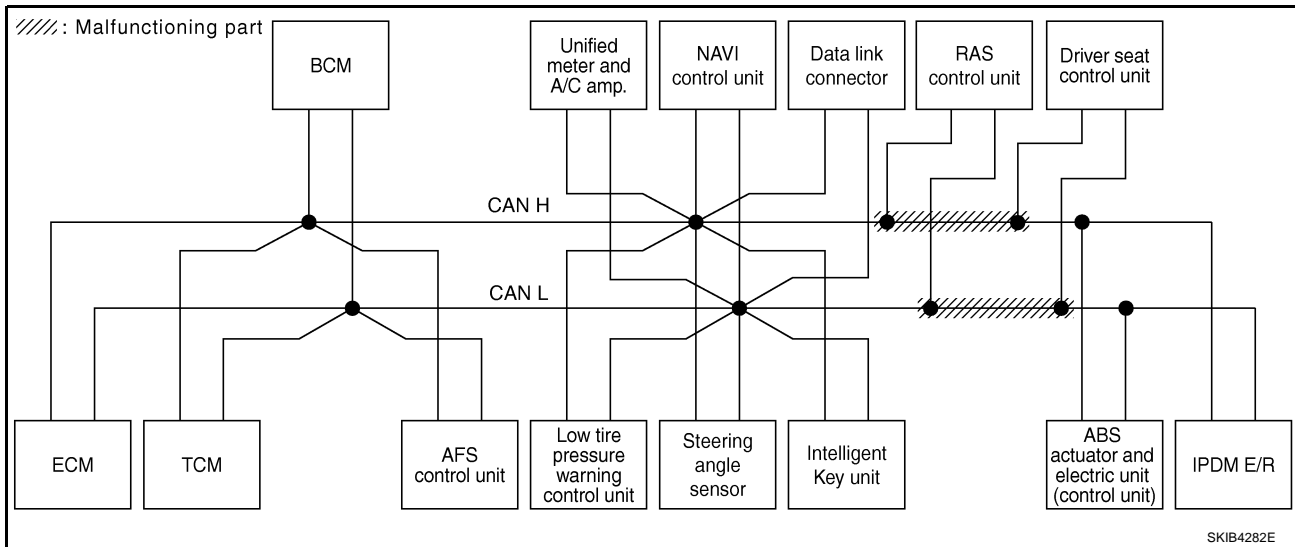 : Malfunctioning part
BCM
Unified
meter and
A/C amp.
NAVI
control unit
Data link
connector
RAS
control unit
Driver seat
control unit
CAN H
CAN L
ECM
TCM
AFS
control unit
Low tire
pressure
warning
control unit
Steering
angle
sensor
Intelligent
Key unit
ABS
actuator and
electric unit
(control unit)
IPDM E/R
SKIB4282E